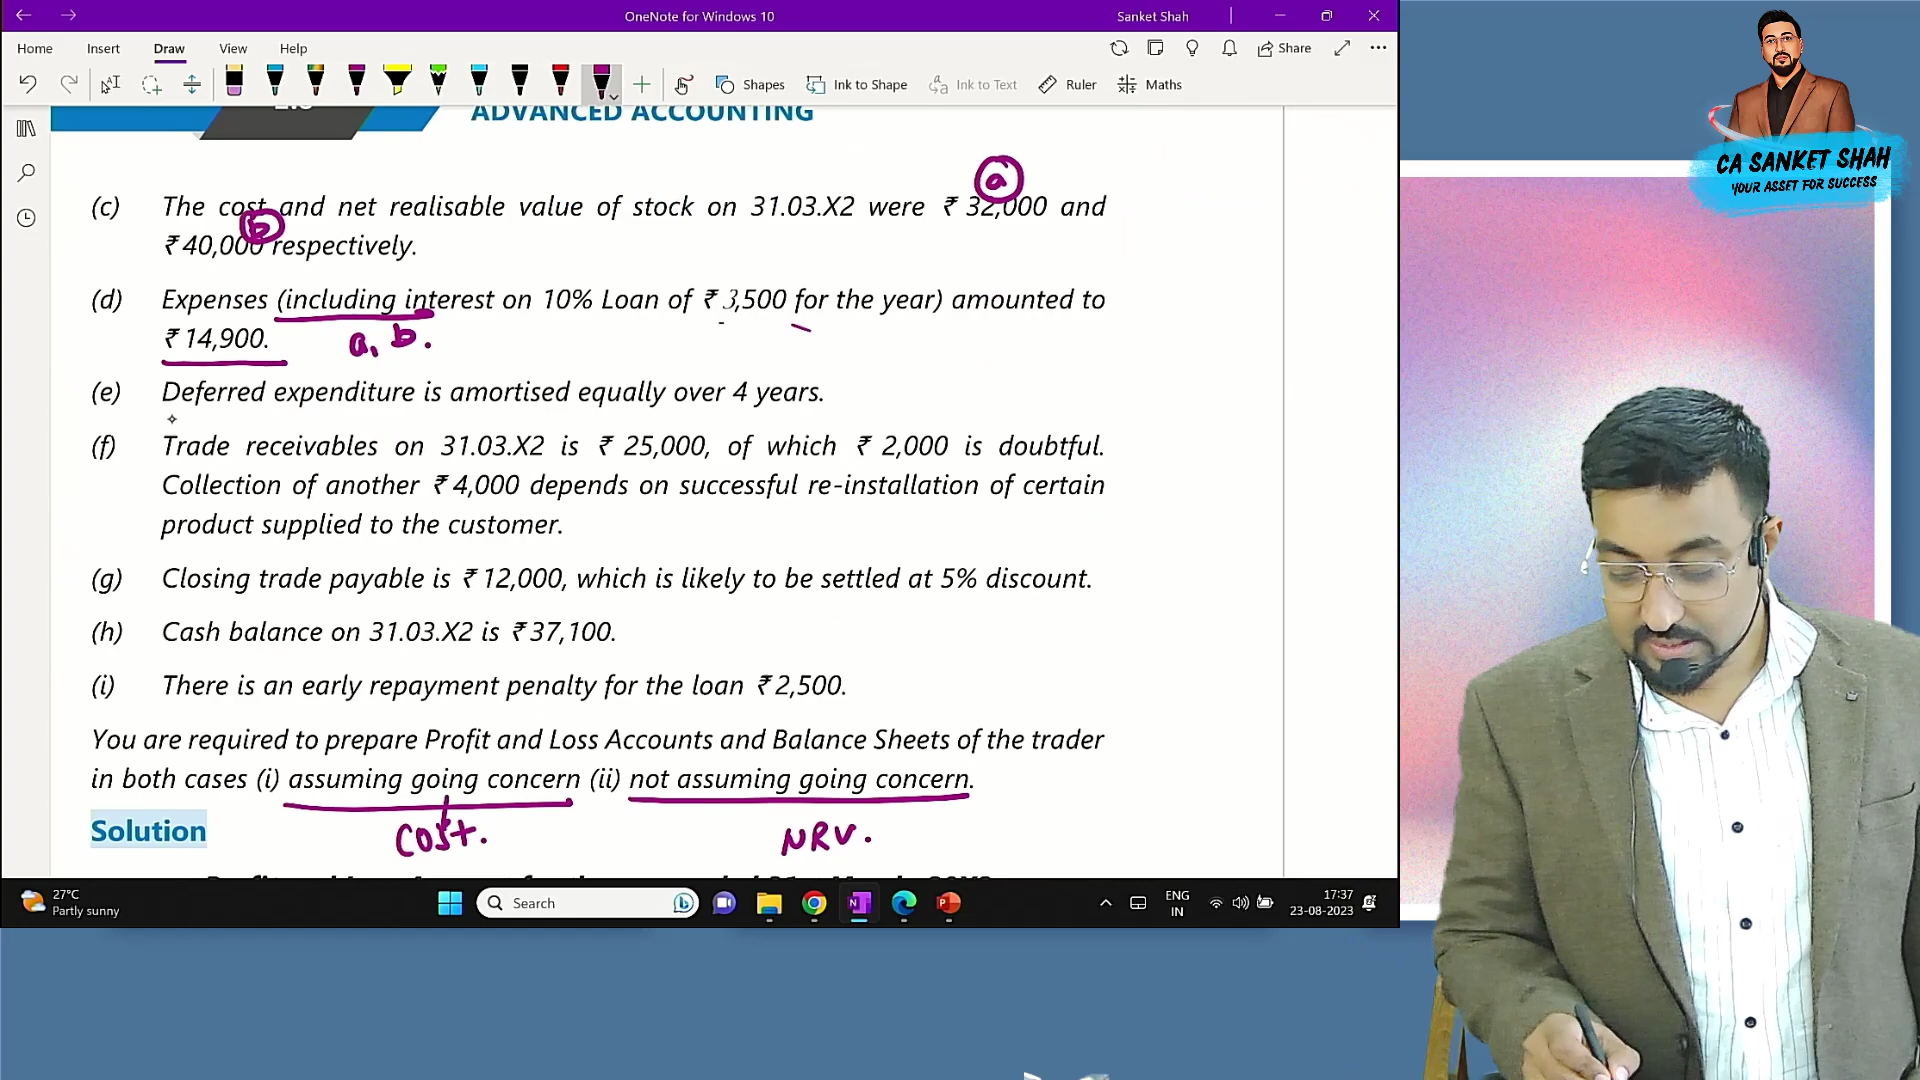 OneNote for Windows 10
Sanket Shah
Home Insert Draw View Help
Share
Shapes Ink to Shape Ink to Text Ruler Maths
ADVANCED ACCOUNTING
a
(c) The cost and net realisable value of stock on 31.03.X2 were ₹ 32,000 and
b
₹ 40,000 respectively.
(d) Expenses (including interest on 10% Loan of ₹ 3,500 for the year) amounted to
₹ 14,900.
a, b.
(e) Deferred expenditure is amortised equally over 4 years.
(f) Trade receivables on 31.03.X2 is ₹ 25,000, of which ₹ 2,000 is doubtful.
Collection of another ₹ 4,000 depends on successful re-installation of certain
product supplied to the customer.
(g) Closing trade payable is ₹ 12,000, which is likely to be settled at 5% discount.
(h) Cash balance on 31.03.X2 is ₹ 37,100.
(i) There is an early repayment penalty for the loan ₹ 2,500.
You are required to prepare Profit and Loss Accounts and Balance Sheets of the trader
in both cases (i) assuming going concern (ii) not assuming going concern.
Solution
Cost. NRV.
27°C
Partly sunny
Search
ENG
IN
17:37
23-08-2023
CA SANKET SHAH
YOUR ASSET FOR SUCCESS